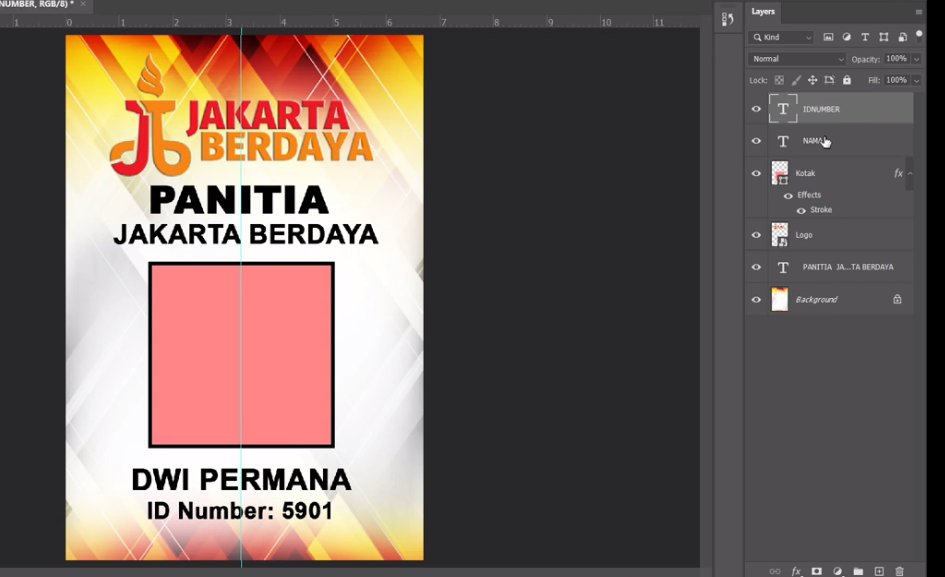 NUMBER, RGB/8) * ×
1 0 1 2 3 4 5 6 7 8 9 10 11
JAKARTA
BERDAYA
PANITIA
JAKARTA BERDAYA
DWI PERMANA
ID Number: 5901
Layers
Kind
Normal
Opacity: 100%
Lock:
Fill: 100%
IDNUMBER
NAMA
Kotak
fx
Effects
Stroke
Logo
PANITIA JA...TA BERDAYA
Background
fx